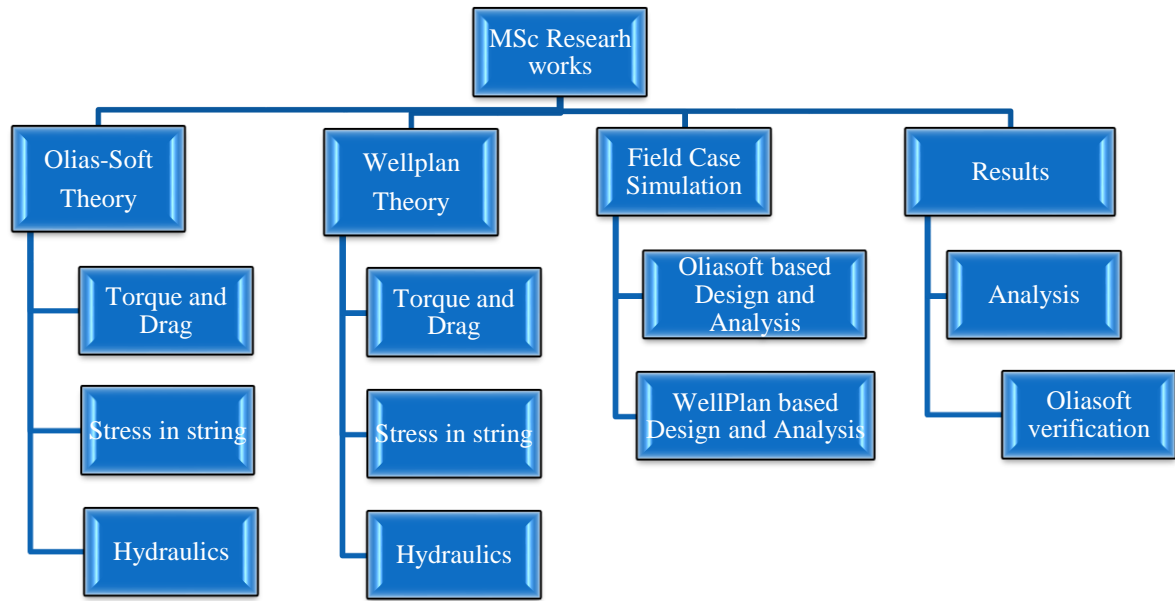 MSc Researh
works
Olias-Soft
Theory
Torque and
Drag
Stress in string
Hydraulics
Wellplan
Theory
Torque and
Drag
Stress in string
Hydraulics
Field Case
Simulation
Oliasoft based
Design and
Analysis
WellPlan based
Design and Analysis
Results
Analysis
Oliasoft
verification